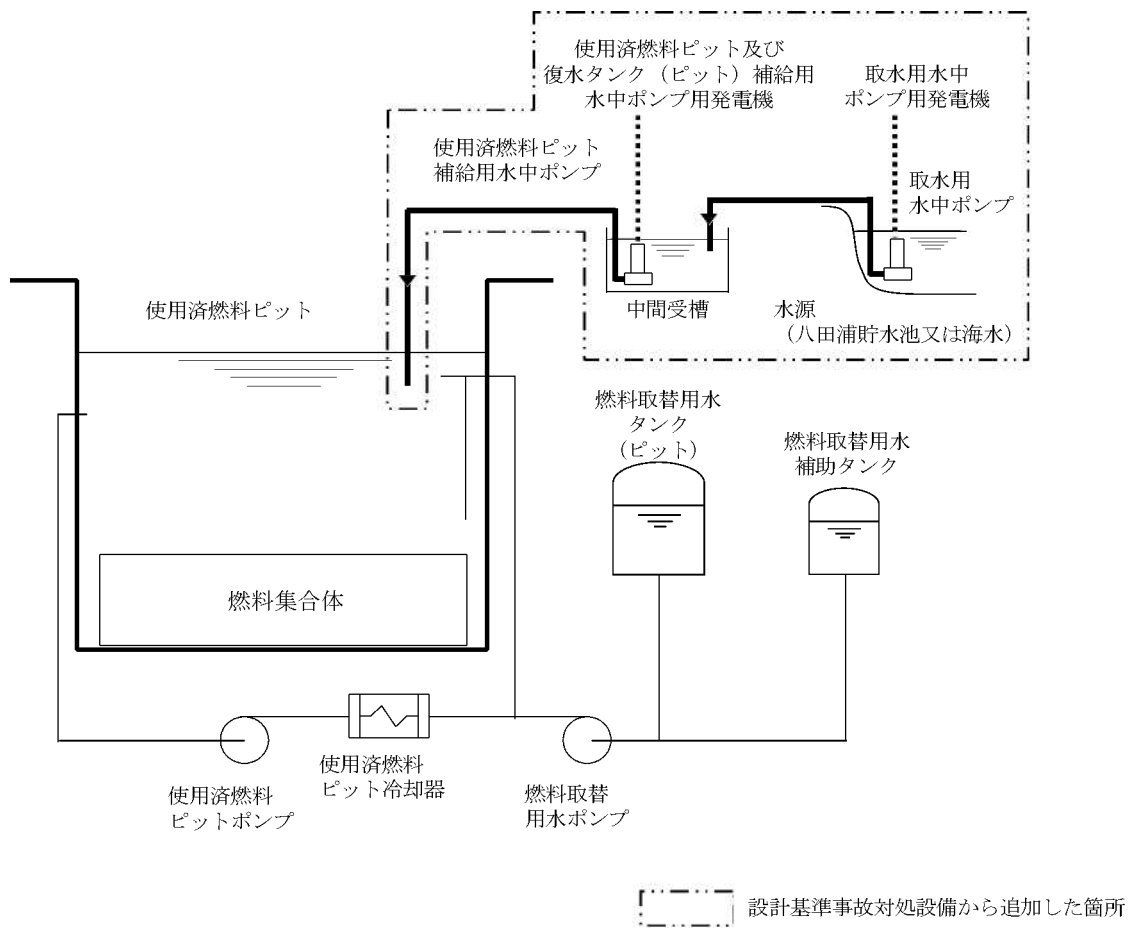 使用済燃料ピット及び
復水タンク（ピット）補給用
水中ポンプ用発電機
取水用水中
ポンプ用発電機
使用済燃料ピット
補給用水中ポンプ
取水用
水中ポンプ
使用済燃料ピット
中間受槽
水源
（八田浦貯水池又は海水）
燃料取替用水
タンク
（ピット）
燃料取替用水
補助タンク
燃料集合体
使用済燃料
ピット冷却器
使用済燃料
ピットポンプ
燃料取替
用水ポンプ
設計基準事故対処設備から追加した箇所